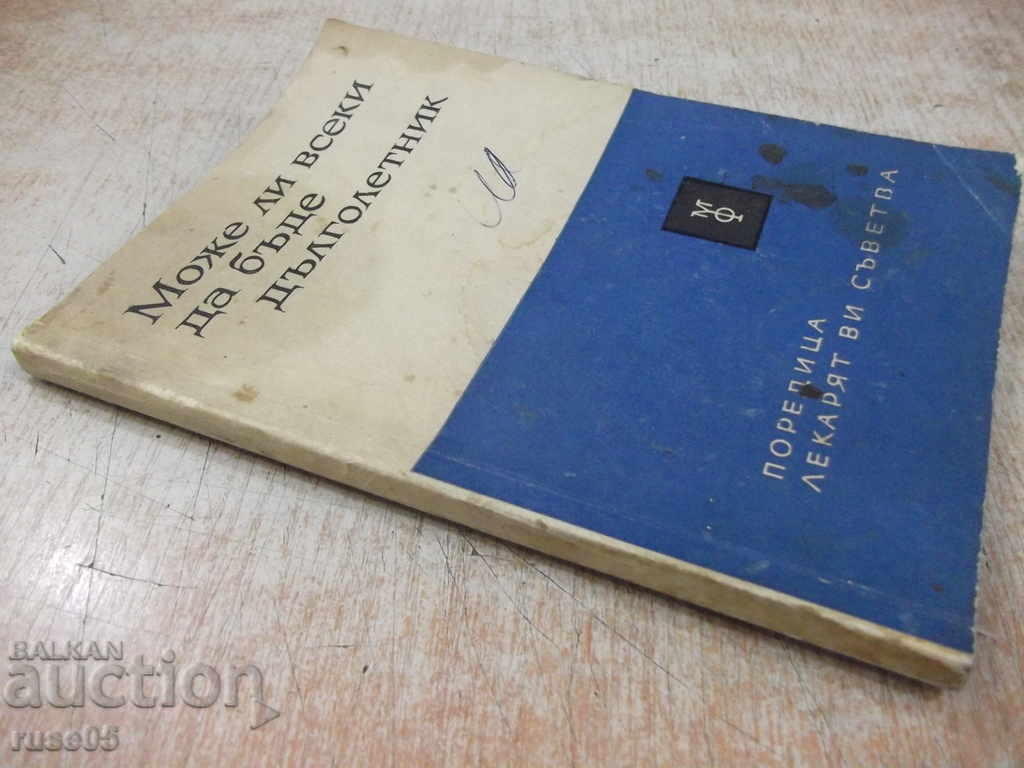 Може ли всеки
да бъде
дълголетник
МФ
ПОРЕДИЦА
ЛЕКАРЯТ ВИ СЪВЕТВА
BALKAN
auction
ruse05